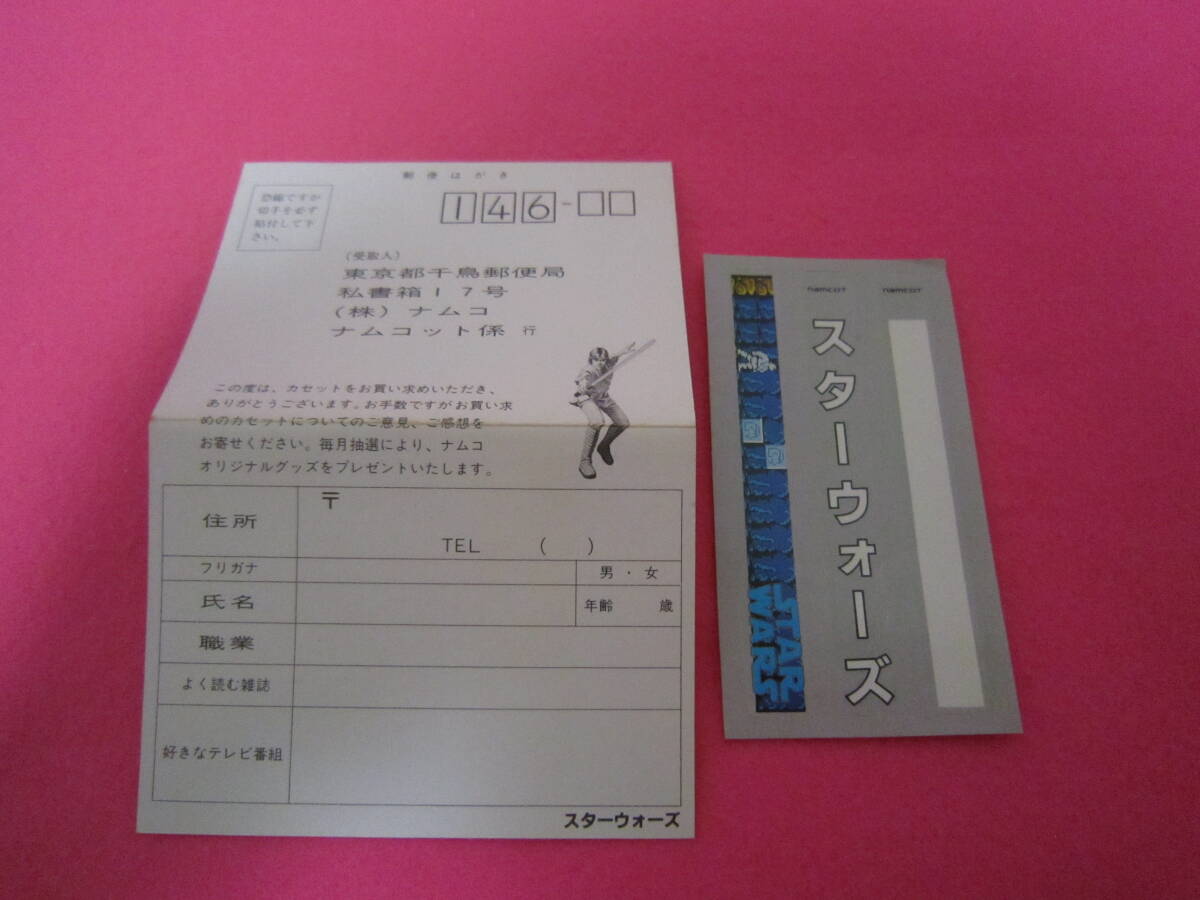 郵便はがき
恐縮ですが
切手を必ず
貼付して下
さい。
146-
(受取人)
東京都千鳥郵便局
私書箱17号
(株)ナムコ
ナムコット係 行
この度は、カセットをお買い求めいただき、
ありがとうございます。お手数ですがお買い求
めのカセットについてのご意見、ご感想を
お寄せください。毎月抽選により、ナムコ
オリジナルグッズをプレゼントいたします。
住所
〒
TEL ( )
フリガナ
男・女
氏名
年齢 歳
職業
よく読む雑誌
好きなテレビ番組
スターウォーズ
namcot
namcot
スターウォーズ
STAR
WARS